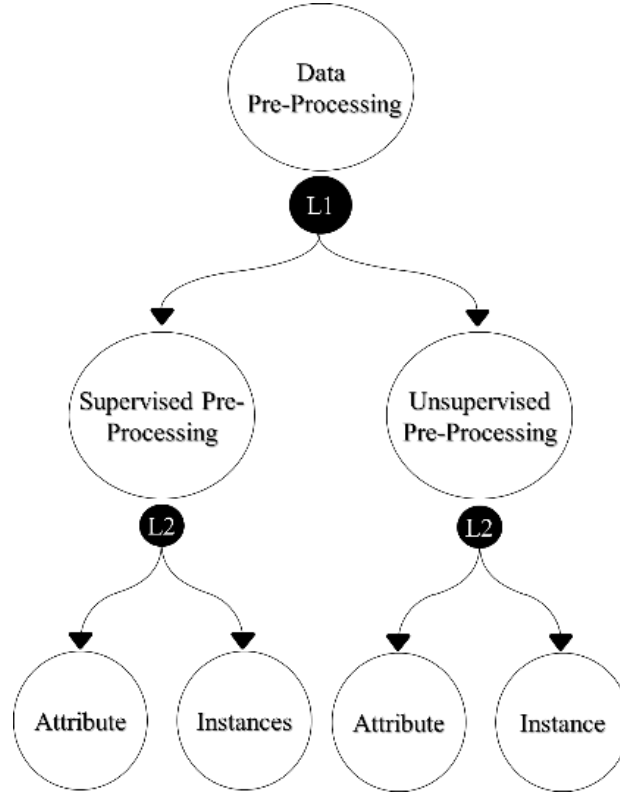 Data
Pre-Processing
L1
Supervised Pre-
Processing
Unsupervised
Pre-Processing
L2
L2
Attribute
Instances
Attribute
Instance